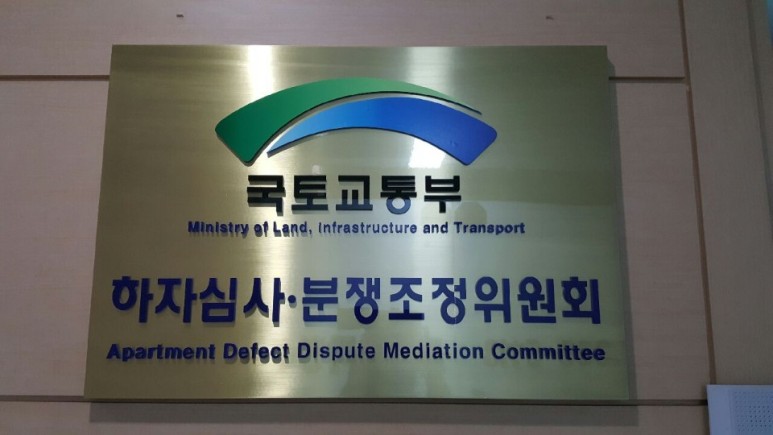 국토교통부
Ministry of Land, Infrastructure and Transport
하자심사·분쟁조정위원회
Apartment Defect Dispute Mediation Committee